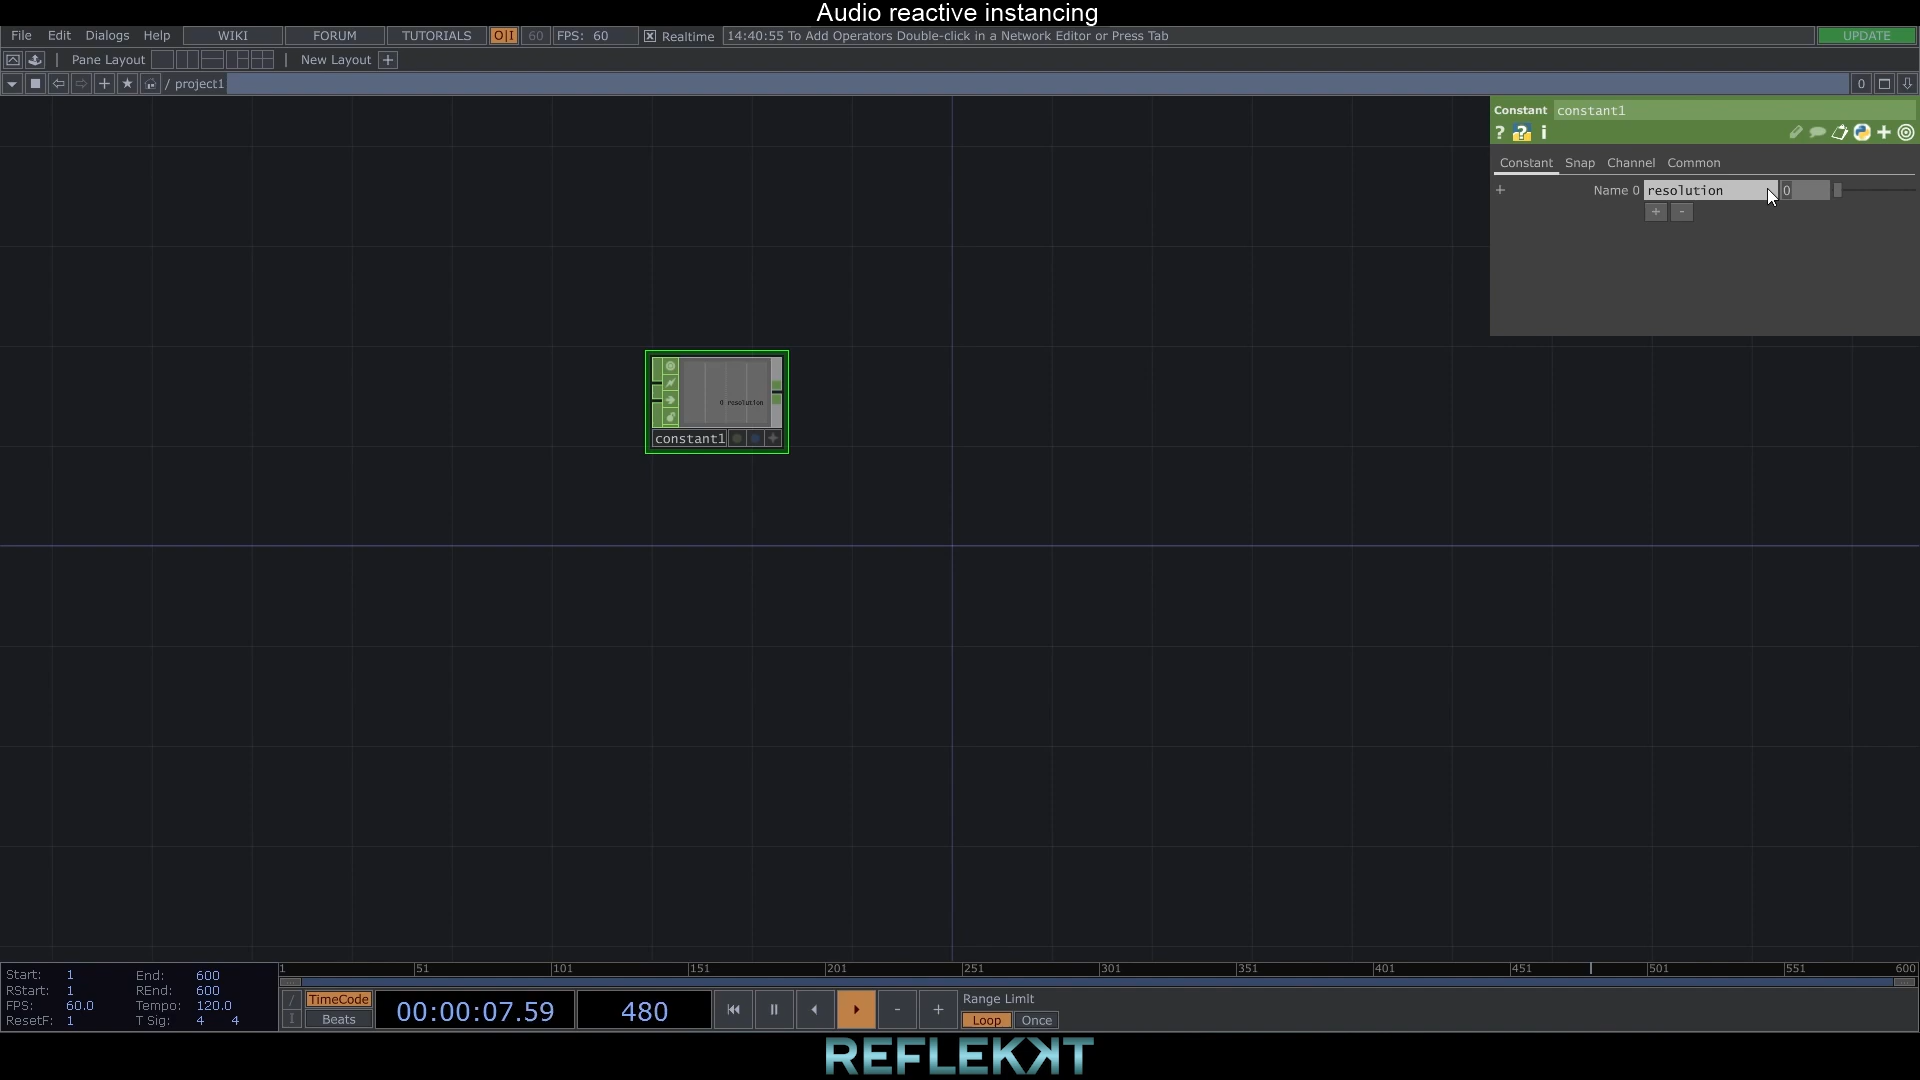 Audio reactive instancing
File Edit Dialogs Help WIKI FORUM TUTORIALS O|I 60 FPS: 60 Realtime 14:40:55 To Add Operators Double-click in a Network Editor or Press Tab UPDATE
Pane Layout New Layout +
/ project1 0
Constant constant1
? ? i
Constant Snap Channel Common
+ Name 0 resolution 0
+ -
0 resolution
constant1
1 51 101 151 201 251 301 351 401 451 501 551 600
Start: 1 End: 600
RStart: 1 REnd: 600
FPS: 60.0 Tempo: 120.0
ResetF: 1 T Sig: 4 4
/ TimeCode
I Beats
00:00:07.59 480 - +
Range Limit
Loop Once
REFLEKKT